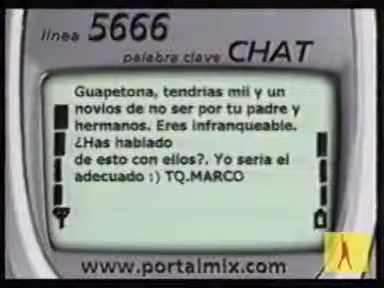 línea 5666
palabra clave CHAT
Guapetona, tendrias mil y un
novios de no ser por tu padre y
hermanos. Eres infranqueable.
¿Has hablado
de esto con ellos?. Yo seria el
adecuado :) TQ.MARCO
www.portalmix.com